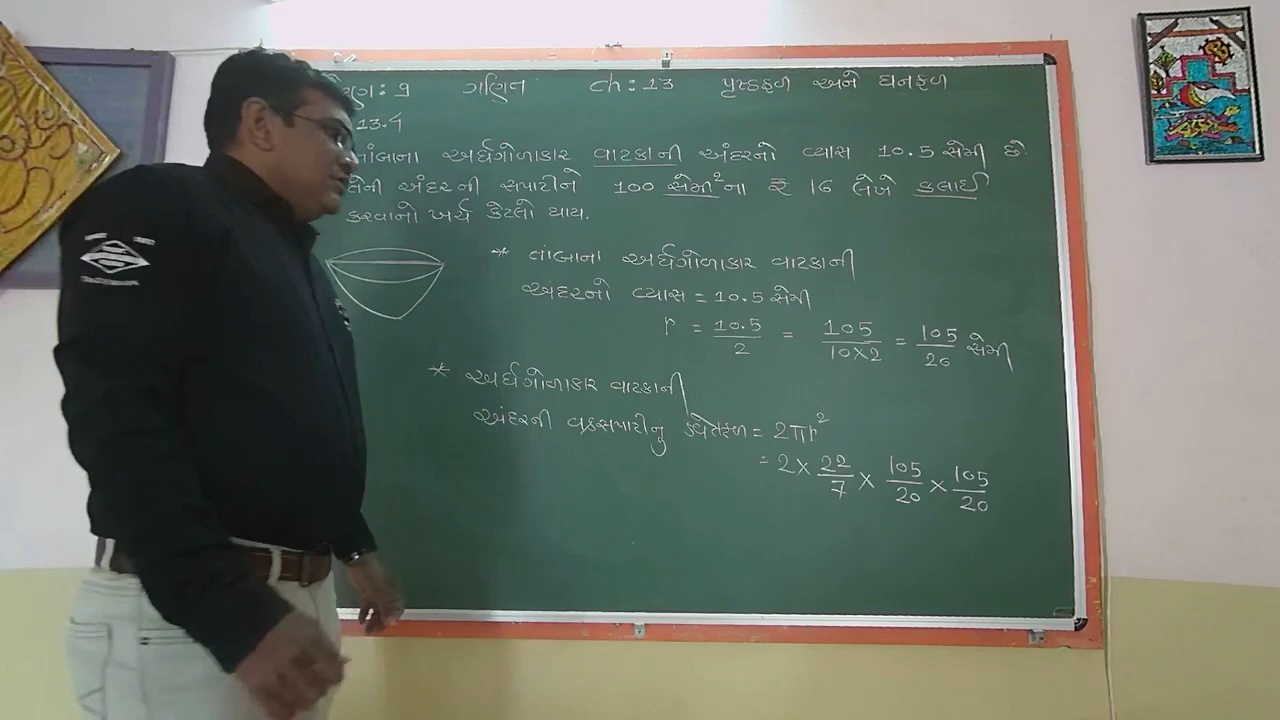 ણ: 9 ગણિત ch : 13 પૃષ્ઠફળ અને ઘનફળ
13.4
તાંબાના અર્ધગોળાકાર વાટકાની અંદરનો વ્યાસ 10.5 સેમી છે.
તેની અંદરની સપાટીને 100 સેમી² ના ₹ 16 લેખે કલાઈ
કરવાનો ખર્ચ કેટલો થાય.
* તાંબાના અર્ધગોળાકાર વાટકાની
અંદરનો વ્યાસ = 10.5 સેમી
r = 10.5/2 = 105/10×2 = 105/20 સેમી
* અર્ધગોળાકાર વાટકાની
અંદરની વક્રસપાટીનુ ક્ષેત્રફળ = 2πr²
= 2 × 22/7 × 105/20 × 105/20